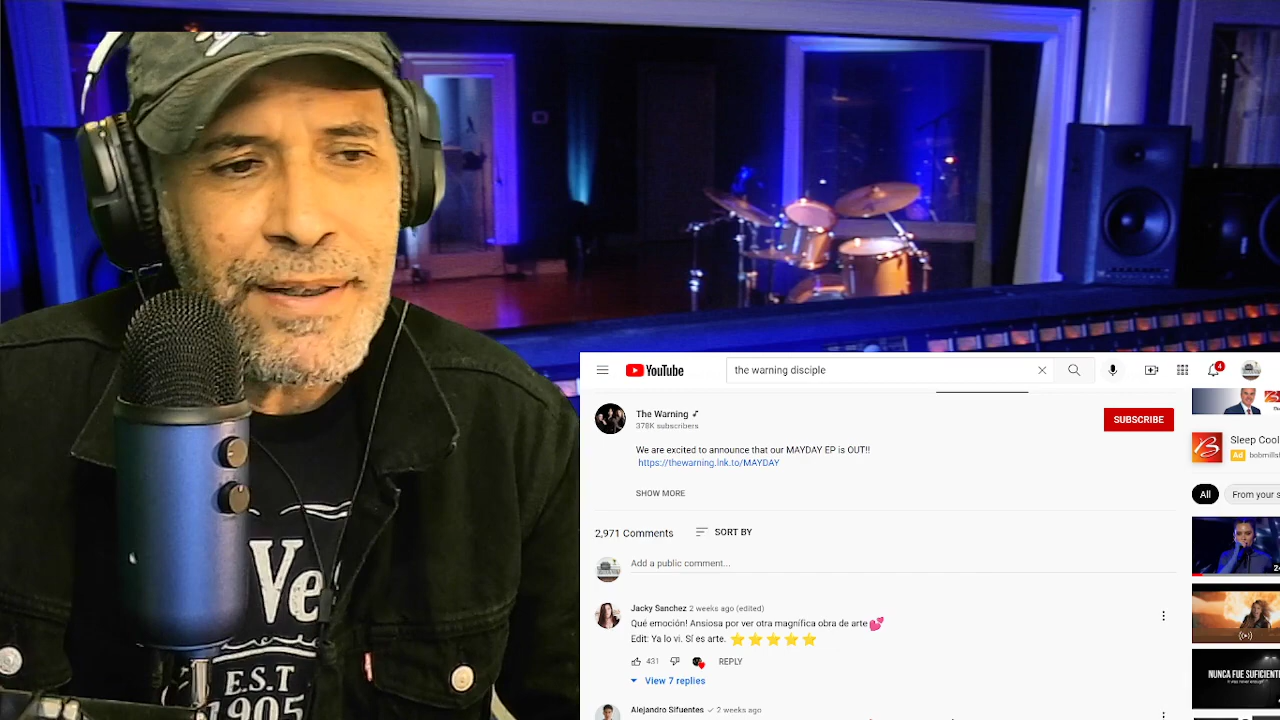 Ve
E.S.T
1905
YouTube
the warning disciple
4
The Warning
378K subscribers
SUBSCRIBE
We are excited to announce that our MAYDAY EP is OUT!!
https://thewarning.lnk.to/MAYDAY
SHOW MORE
Sleep Cool
Ad bobmills
All
From your s
2,971 Comments
SORT BY
Add a public comment...
Jacky Sanchez 2 weeks ago (edited)
Qué emoción! Ansiosa por ver otra magnífica obra de arte 💕
Edit: Ya lo vi. Sí es arte. ⭐⭐⭐⭐⭐
431 REPLY
View 7 replies
NUNCA FUE SUFICIENTE
Alejandro Sifuentes 2 weeks ago